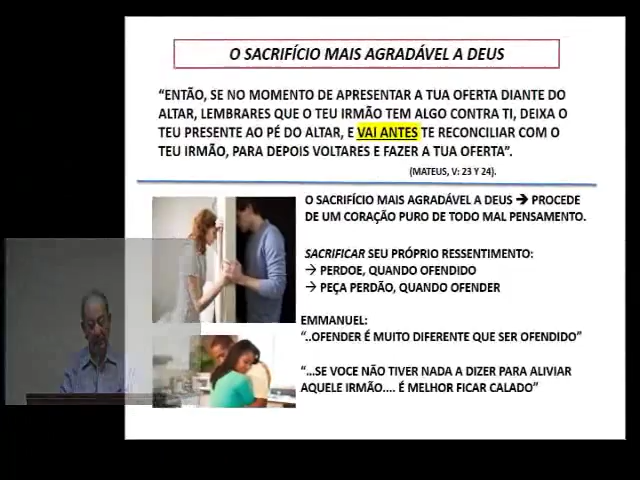 O SACRIFÍCIO MAIS AGRADÁVEL A DEUS
“ENTÃO, SE NO MOMENTO DE APRESENTAR A TUA OFERTA DIANTE DO
ALTAR, LEMBRARES QUE O TEU IRMÃO TEM ALGO CONTRA TI, DEIXA O
TEU PRESENTE AO PÉ DO ALTAR, E VAI ANTES TE RECONCILIAR COM O
TEU IRMÃO, PARA DEPOIS VOLTARES E FAZER A TUA OFERTA”.
(MATEUS, V: 23 Y 24).
O SACRIFÍCIO MAIS AGRADÁVEL A DEUS → PROCEDE
DE UM CORAÇÃO PURO DE TODO MAL PENSAMENTO.
SACRIFICAR SEU PRÓPRIO RESSENTIMENTO:
→ PERDOE, QUANDO OFENDIDO
→ PEÇA PERDÃO, QUANDO OFENDER
EMMANUEL:
“..OFENDER É MUITO DIFERENTE QUE SER OFENDIDO”
“...SE VOCÊ NÃO TIVER NADA A DIZER PARA ALIVIAR
AQUELE IRMÃO.... É MELHOR FICAR CALADO”